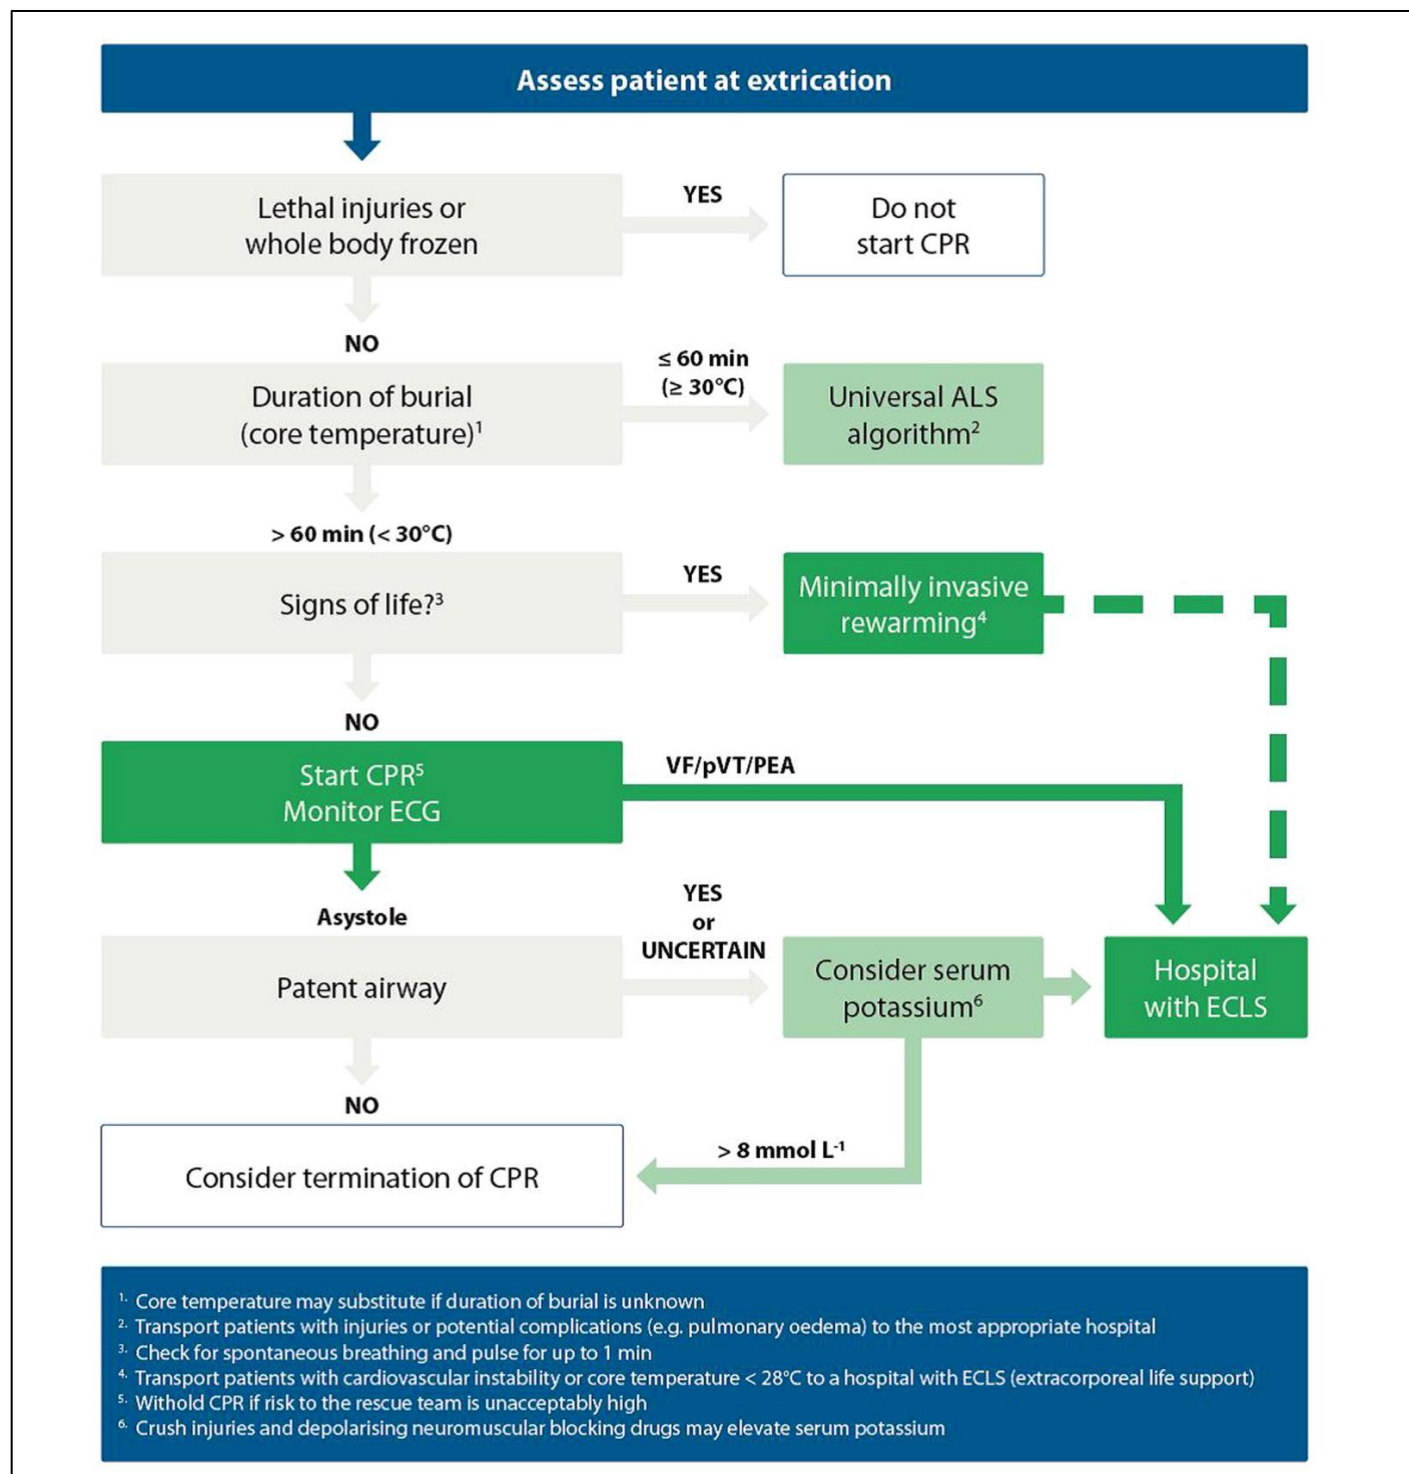 Assess patient at extrication
Lethal injuries or
whole body frozen
YES
Do not
start CPR
NO
Duration of burial
(core temperature)¹
≤ 60 min
(≥ 30°C)
Universal ALS
algorithm²
> 60 min (< 30°C)
Signs of life?³
YES
Minimally invasive
rewarming⁴
NO
Start CPR⁵
Monitor ECG
VF/pVT/PEA
Asystole
Patent airway
YES
or
UNCERTAIN
Consider serum
potassium⁶
Hospital
with ECLS
NO
> 8 mmol L⁻¹
Consider termination of CPR
1. Core temperature may substitute if duration of burial is unknown
2. Transport patients with injuries or potential complications (e.g. pulmonary oedema) to the most appropriate hospital
3. Check for spontaneous breathing and pulse for up to 1 min
4. Transport patients with cardiovascular instability or core temperature < 28°C to a hospital with ECLS (extracorporeal life support)
5. Withold CPR if risk to the rescue team is unacceptably high
6. Crush injuries and depolarising neuromuscular blocking drugs may elevate serum potassium